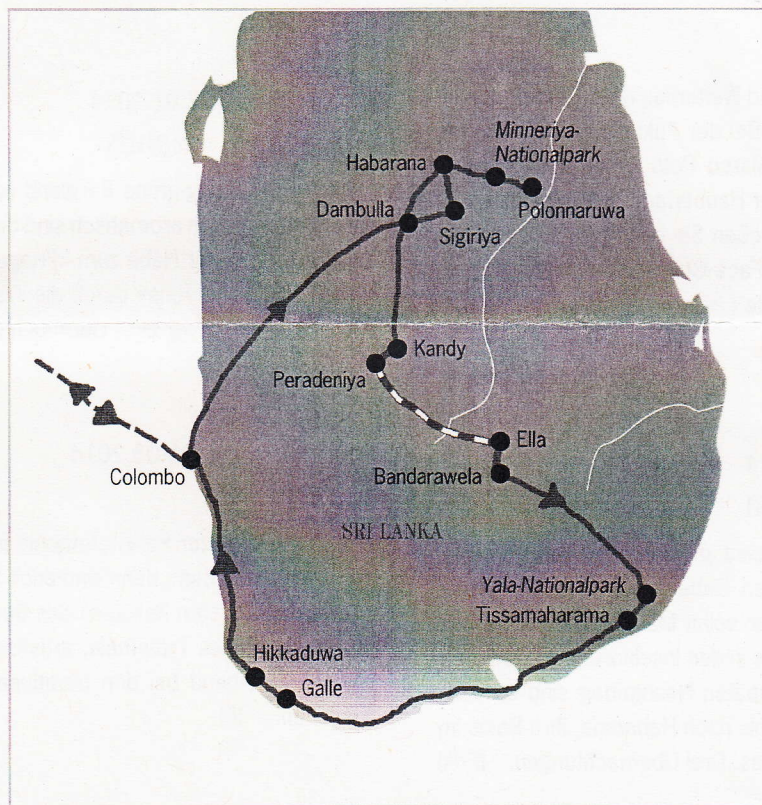 Minneriya-
Nationalpark
Habarana
Dambulla
Polonnaruwa
Sigiriya
Kandy
Peradeniya
Ella
Colombo
Bandarawela
SRI LANKA
Yala-Nationalpark
Tissamaharama
Hikkaduwa
Galle